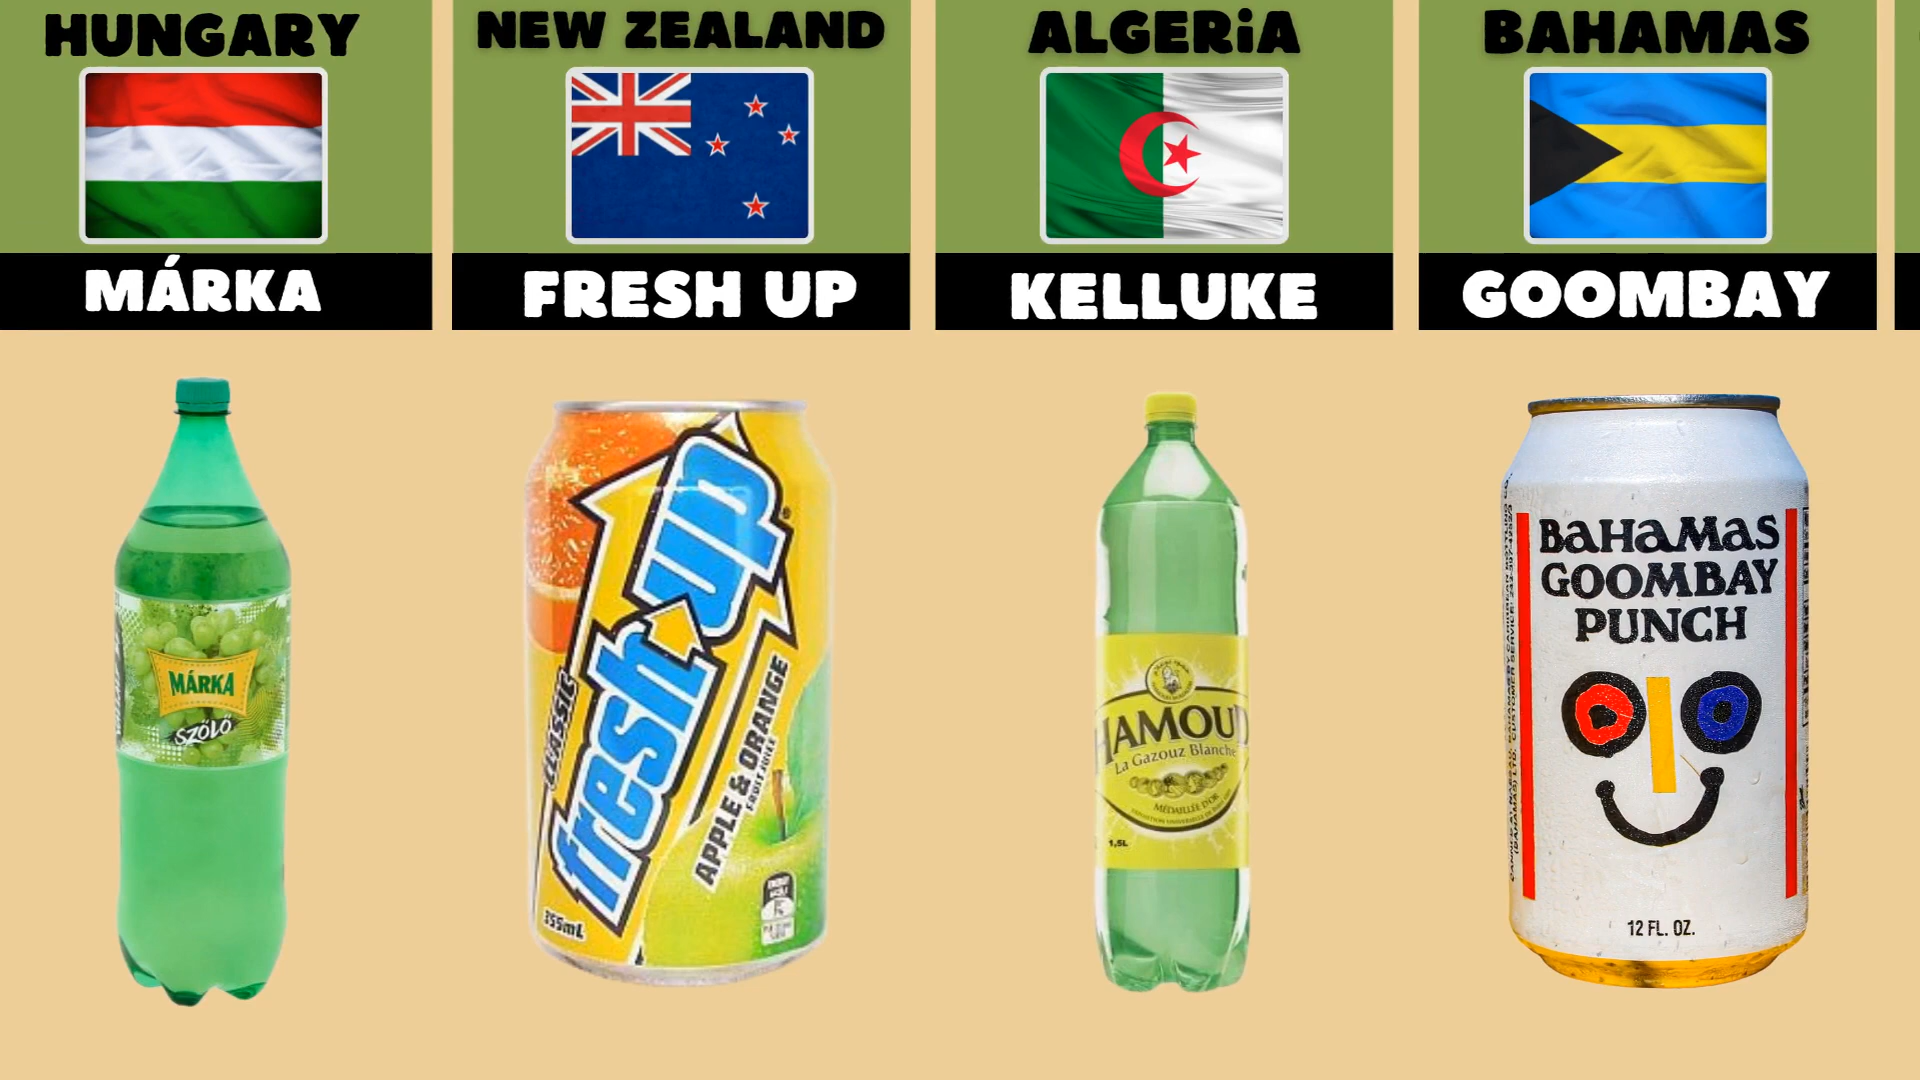 HUNGARY
NEW ZEALAND
ALGERiA
BAHAMAS
MÁRKA
FRESH UP
KELLUKE
GOOMBAY
MÁRKA
SZŐLŐ
CLASSIC
fresh up®
APPLE & ORANGE
FRUIT JUICE
355mL
HAMOUD
La Gazouz Blanche
MÉDAILLÉE D'OR
1,5L
BaHaMas
GOOMBAY
PUNCH
12 FL. OZ.